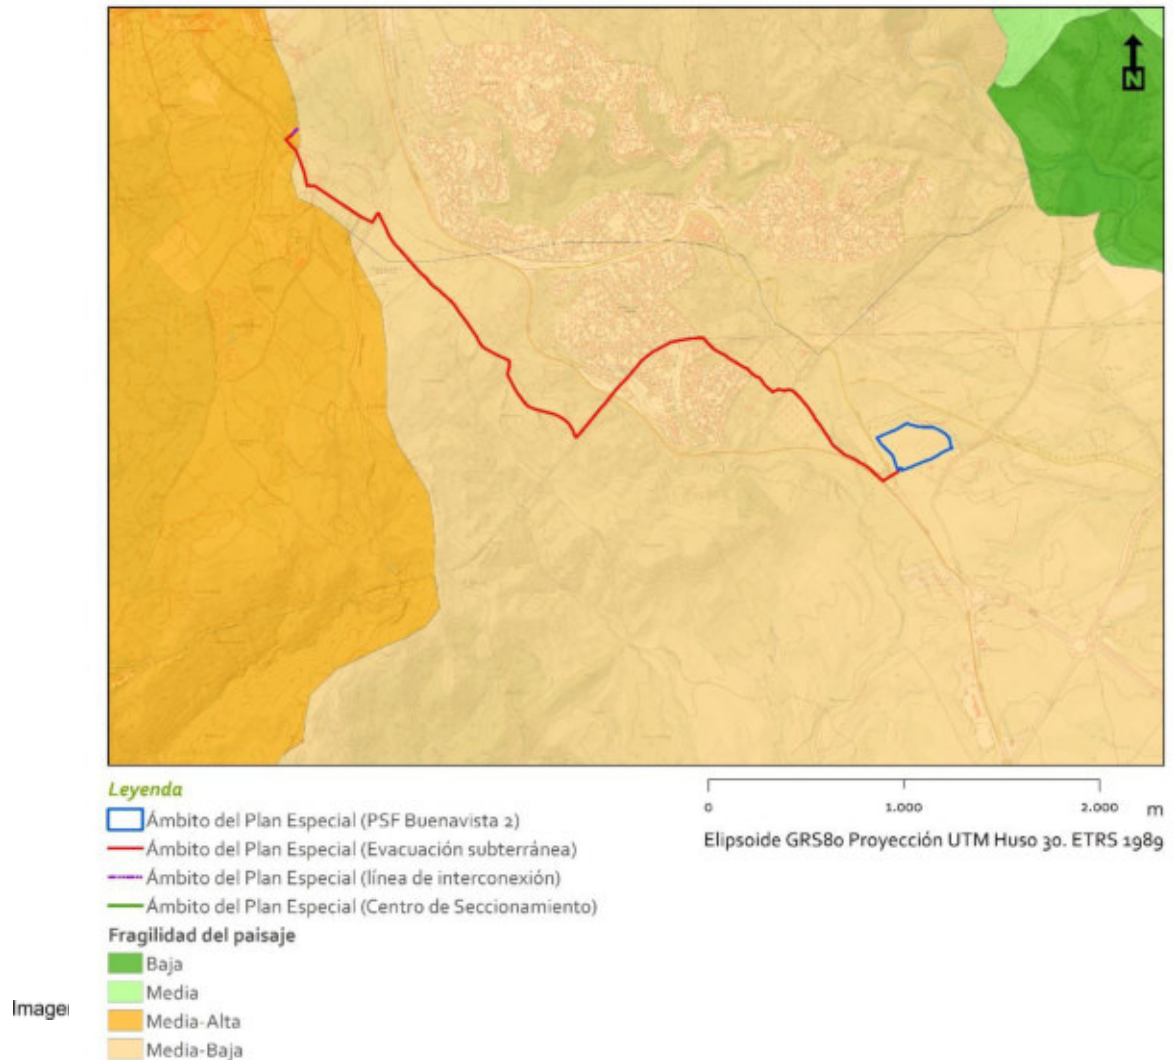 N
Leyenda
Ámbito del Plan Especial (PSF Buenavista 2)
Ámbito del Plan Especial (Evacuación subterránea)
Ámbito del Plan Especial (línea de interconexión)
Ámbito del Plan Especial (Centro de Seccionamiento)
Fragilidad del paisaje
Baja
Media
Media-Alta
Media-Baja
0 1.000 2.000 m
Elipsoide GRS80 Proyección UTM Huso 30. ETRS 1989